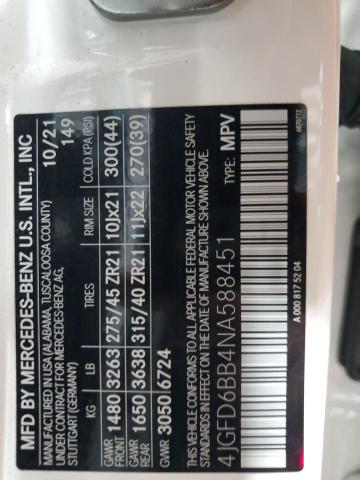 MFD BY MERCEDES-BENZ U.S. INTL., INC
MANUFACTURED IN USA (ALABAMA, TUSCALOOSA COUNTY) 10/21
UNDER CONTRACT FOR MERCEDES-BENZ AG,
STUTTGART (GERMANY) 149
KG LB TIRES RIM SIZE COLD KPA (PSI)
GAWR FRONT 1480 3263 275/45 ZR21 10Jx21 300(44)
GAWR REAR 1650 3638 315/40 ZR21 11Jx22 270(39)
GVWR 3050 6724
THIS VEHICLE CONFORMS TO ALL APPLICABLE FEDERAL MOTOR VEHICLE SAFETY
STANDARDS IN EFFECT ON THE DATE OF MANUFACTURE SHOWN ABOVE.
4JGFD6BB4NA588451 TYPE: MPV
A 000 817 52 04